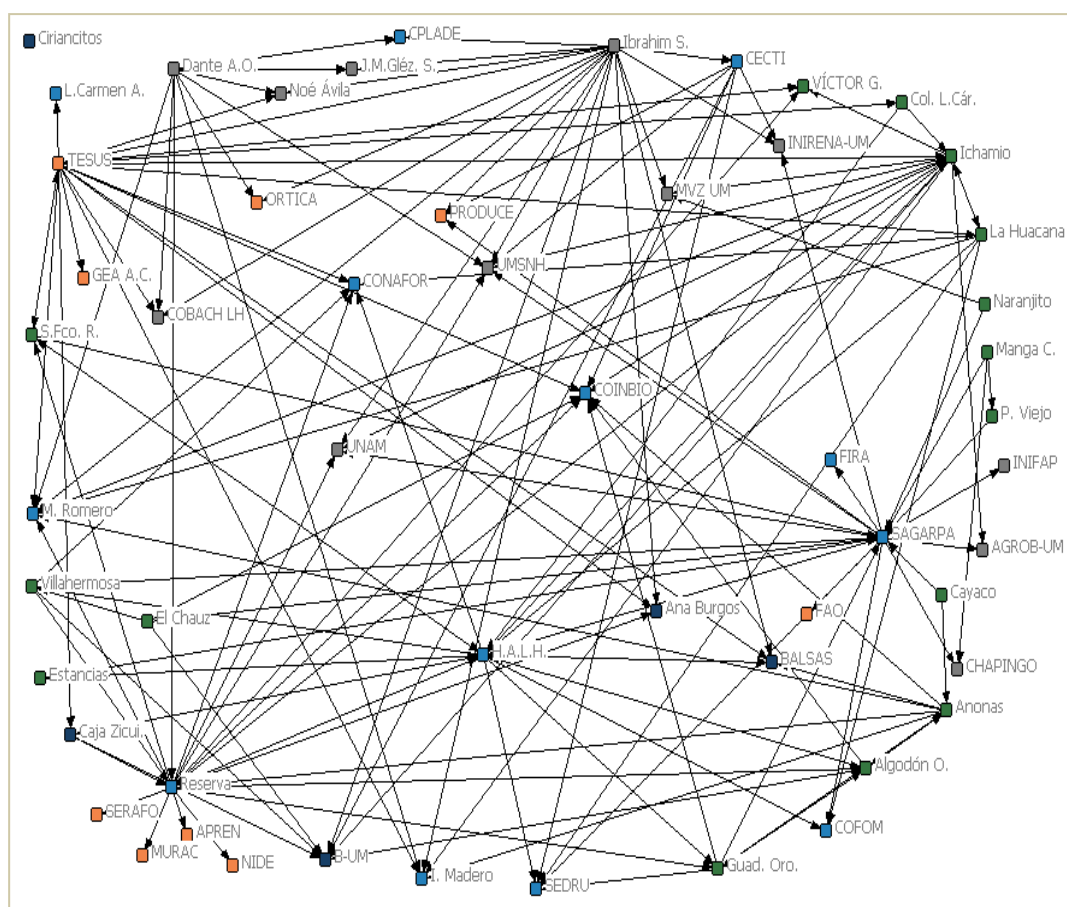 Ciriancitos
CPLADE
Ibrahim S.
CECTI
Dante A.O.
J.M.Gléz. S.
L.Carmen A.
Noé Ávila
VÍCTOR G.
Col. L.Cár.
TESUS
INIRENA-UM
Ichamio
ORTICA
PRODUCE
MVZ UM
La Huacana
GEA A.C.
CONAFOR
UMSNH
COBACH LH
Naranjito
S.Fco. R.
Manga C.
COINBIO
P. Viejo
UNAM
FIRA
INIFAP
M. Romero
SAGARPA
AGROB-UM
Villahermosa
El Chauz
Ana Burgos
FAO
Cayaco
Estancias
H.A.L.H.
BALSAS
CHAPINGO
Caja Zicui.
Anonas
Reserva
Algodón O.
SERAFO
APREN
COFOM
MURAC
NIDE
B-UM
I. Madero
SEDRU
Guad. Oro.